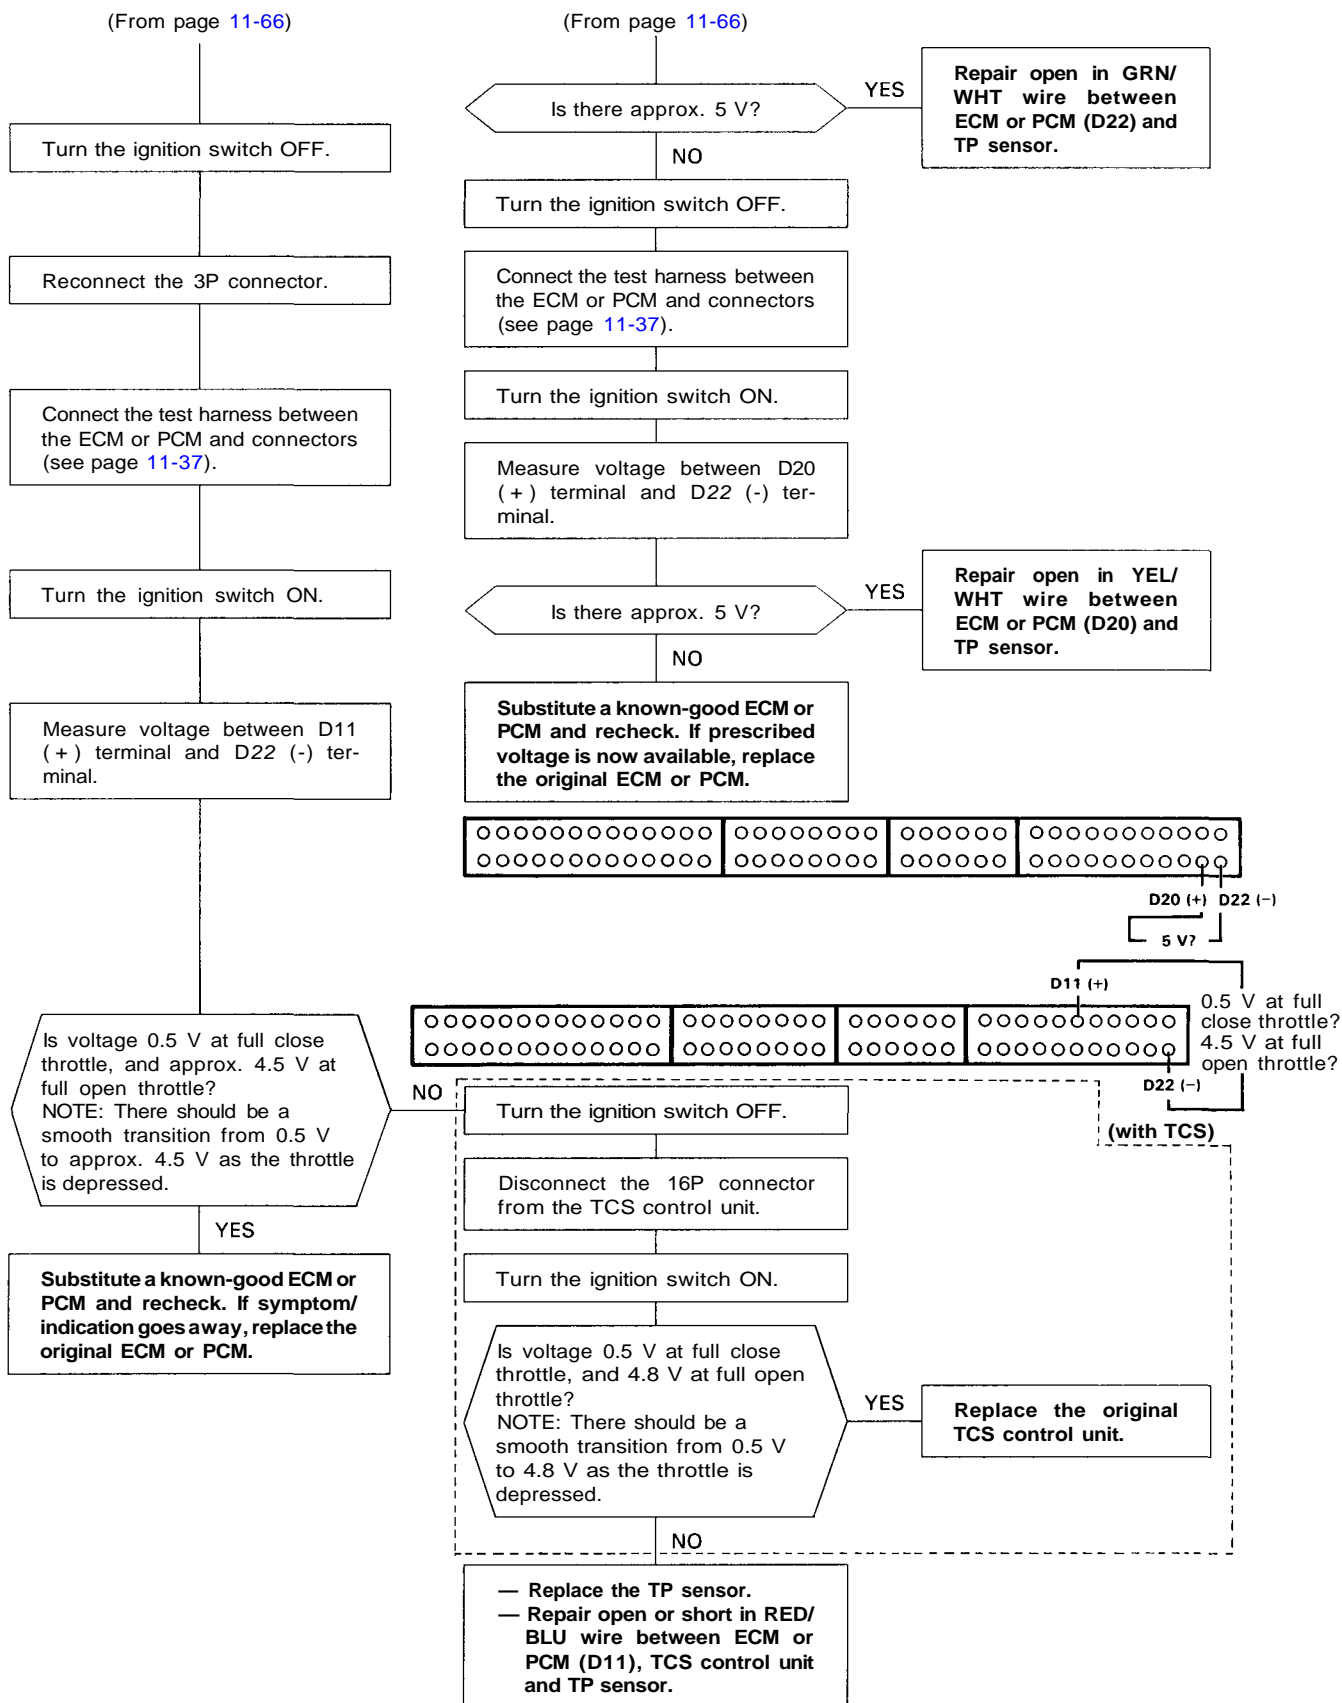 (From page 11-66)
Turn the ignition switch OFF.
Reconnect the 3P connector.
Connect the test harness between
the ECM or PCM and connectors
(see page 11-37).
Turn the ignition switch ON.
Measure voltage between D11
( + ) terminal and D22 (-) ter-
minal.
Is voltage 0.5 V at full close
throttle, and approx. 4.5 V at
full open throttle?
NOTE: There should be a
smooth transition from 0.5 V
to approx. 4.5 V as the throttle
is depressed.
NO
YES
Substitute a known-good ECM or
PCM and recheck. If symptom/
indication goes away, replace the
original ECM or PCM.
(From page 11-66)
Is there approx. 5 V?
YES
Repair open in GRN/
WHT wire between
ECM or PCM (D22) and
TP sensor.
NO
Turn the ignition switch OFF.
Connect the test harness between
the ECM or PCM and connectors
(see page 11-37).
Turn the ignition switch ON.
Measure voltage between D20
( + ) terminal and D22 (-) ter-
minal.
Is there approx. 5 V?
YES
Repair open in YEL/
WHT wire between
ECM or PCM (D20) and
TP sensor.
NO
Substitute a known-good ECM or
PCM and recheck. If prescribed
voltage is now available, replace
the original ECM or PCM.
D20 (+) D22 (−)
5 V?
D11 (+)
0.5 V at full
close throttle?
4.5 V at full
open throttle?
D22 (−)
(with TCS)
Turn the ignition switch OFF.
Disconnect the 16P connector
from the TCS control unit.
Turn the ignition switch ON.
Is voltage 0.5 V at full close
throttle, and 4.8 V at full open
throttle?
NOTE: There should be a
smooth transition from 0.5 V
to 4.8 V as the throttle is
depressed.
YES
Replace the original
TCS control unit.
NO
— Replace the TP sensor.
— Repair open or short in RED/
BLU wire between ECM or
PCM (D11), TCS control unit
and TP sensor.